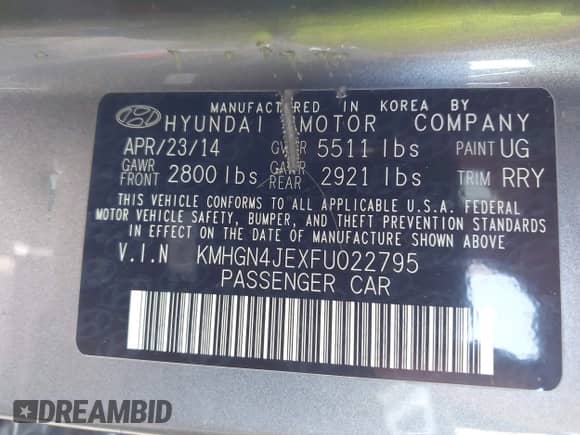 MANUFACTURED IN KOREA BY
HYUNDAI MOTOR COMPANY
APR/23/14 GVWR 5511 lbs PAINT UG
GAWR FRONT 2800 lbs GAWR REAR 2921 lbs TRIM RRY
THIS VEHICLE CONFORMS TO ALL APPLICABLE U.S.A. FEDERAL
MOTOR VEHICLE SAFETY, BUMPER, AND THEFT PREVENTION STANDARDS
IN EFFECT ON THE DATE OF MANUFACTURE SHOWN ABOVE.
V.I.N KMHGN4JEXFU022795
PASSENGER CAR
DREAMBID